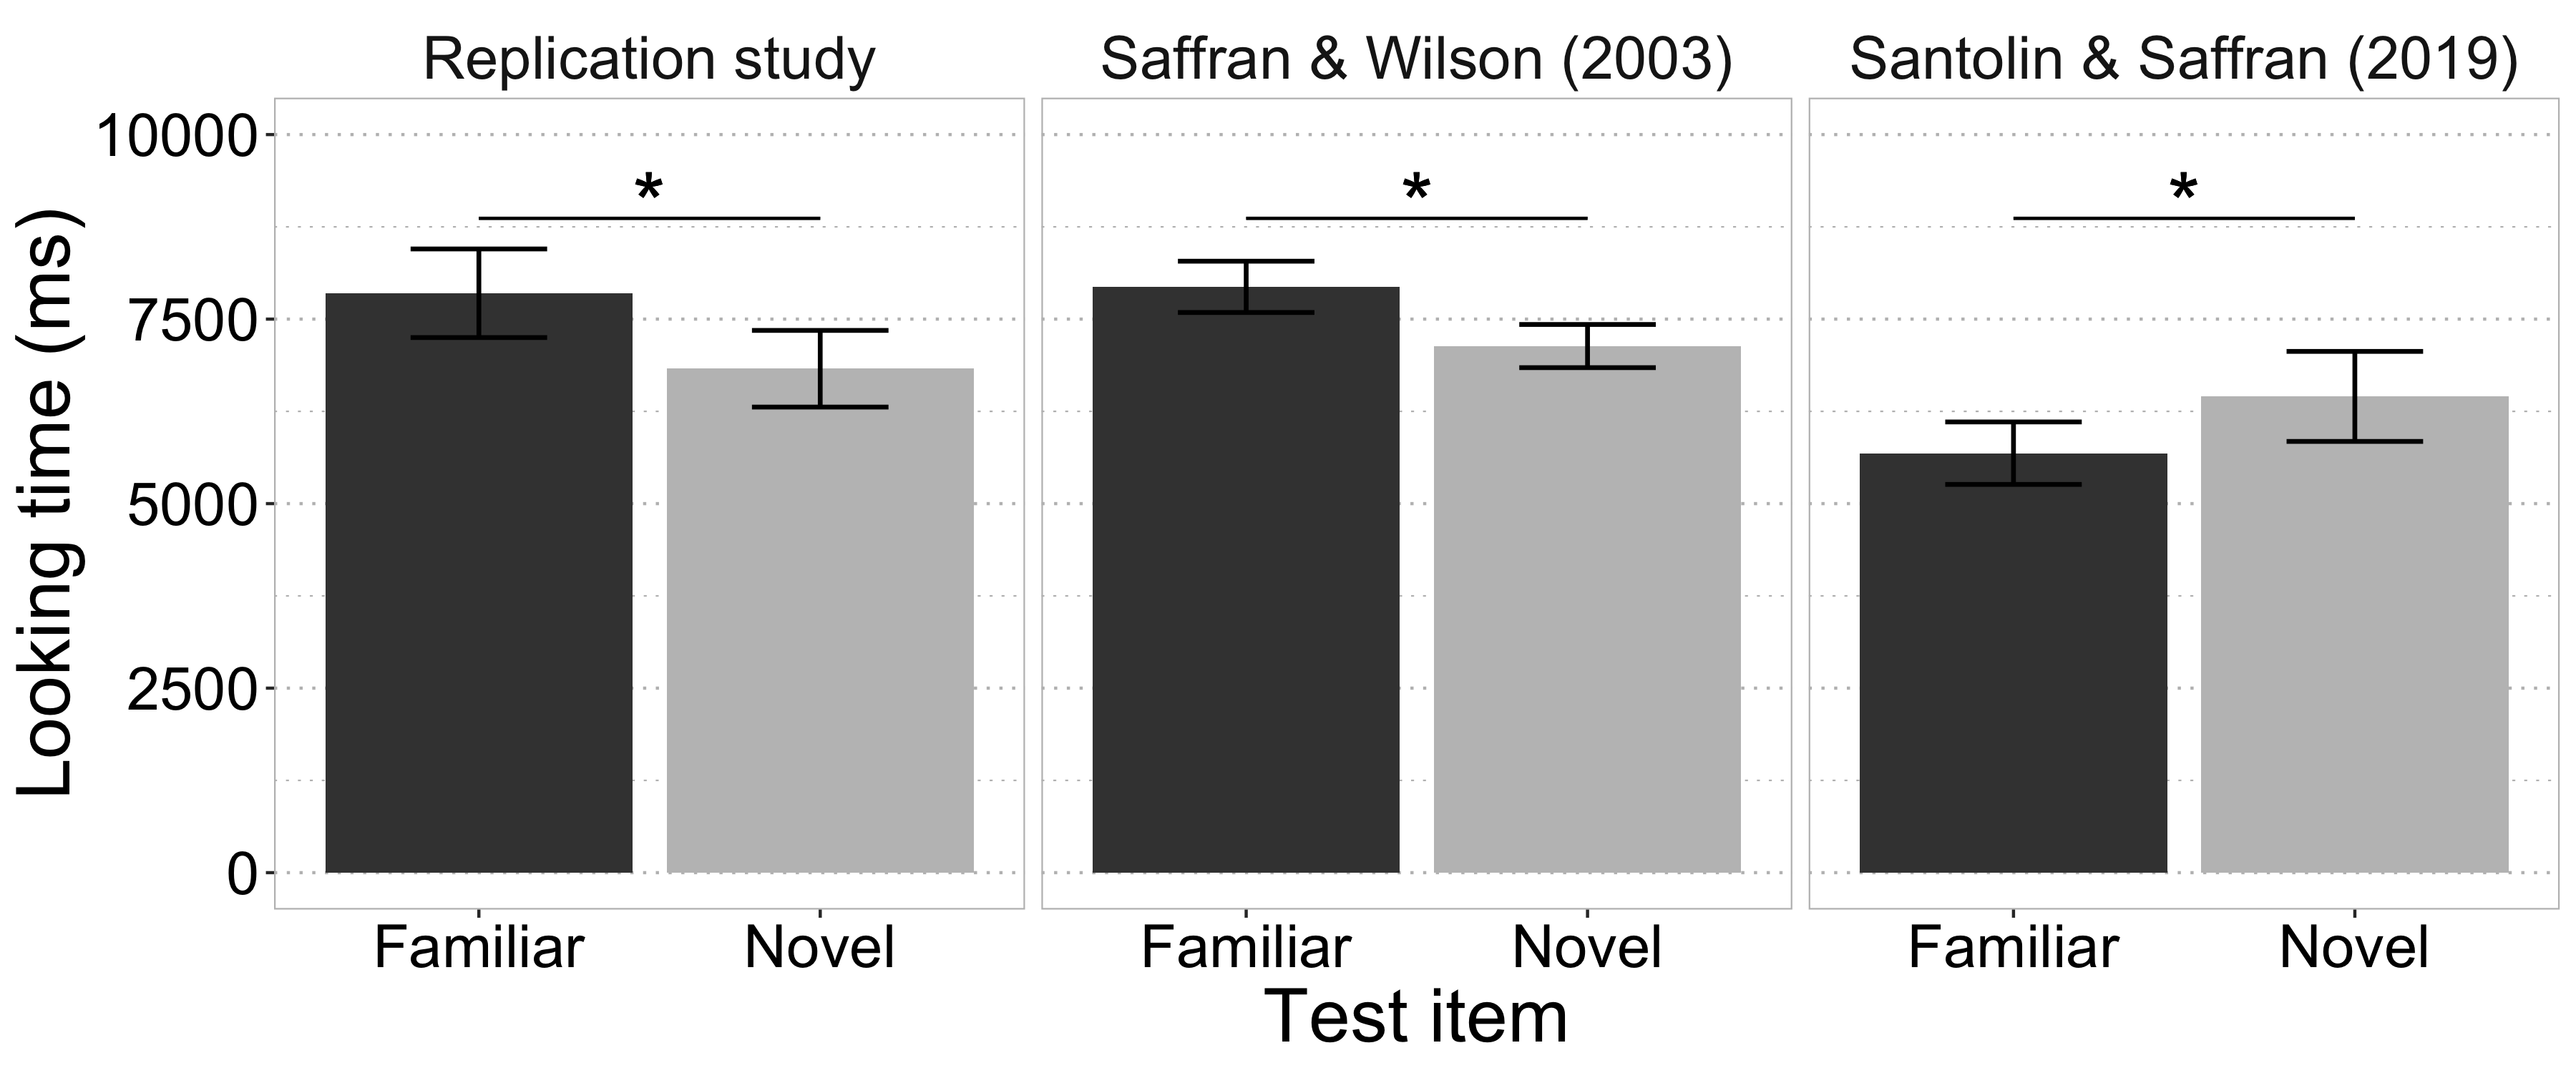 Replication study
Saffran & Wilson (2003)
Santolin & Saffran (2019)
Looking time (ms)
10000
7500
5000
2500
0
*
*
*
Familiar
Novel
Familiar
Novel
Familiar
Novel
Test item